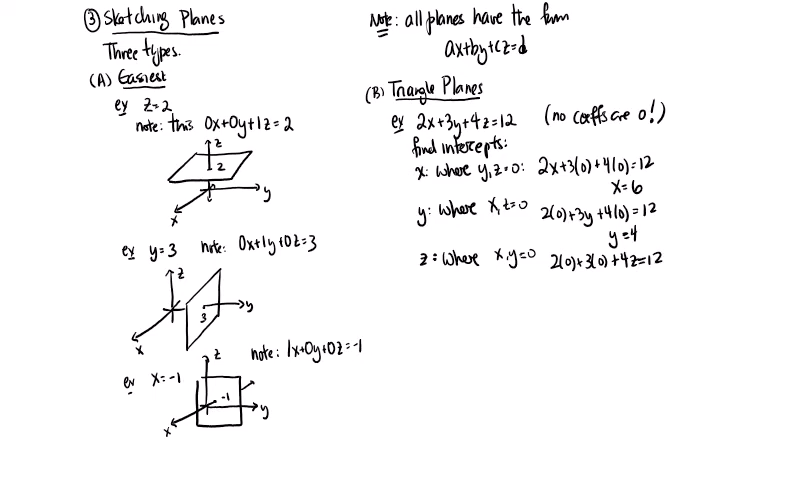 ③ Sketching Planes
Three types.
(A) Easiest
ex z=2
note: this 0x+0y+1z=2
z
2
y
x
ex y=3 note: 0x+1y+0z=3
z
3
y
x
note: 1x+0y+0z=-1
ex x=-1
z
-1
y
x
Note: all planes have the form
ax+by+cz=d
(B) Triangle Planes
ex 2x+3y+4z=12 (no coeffs are 0!)
find intercepts:
x: where y,z=0: 2x+3(0)+4(0)=12
x=6
y: where x,z=0 2(0)+3y+4(0)=12
y=4
z: where x,y=0 2(0)+3(0)+4z=12